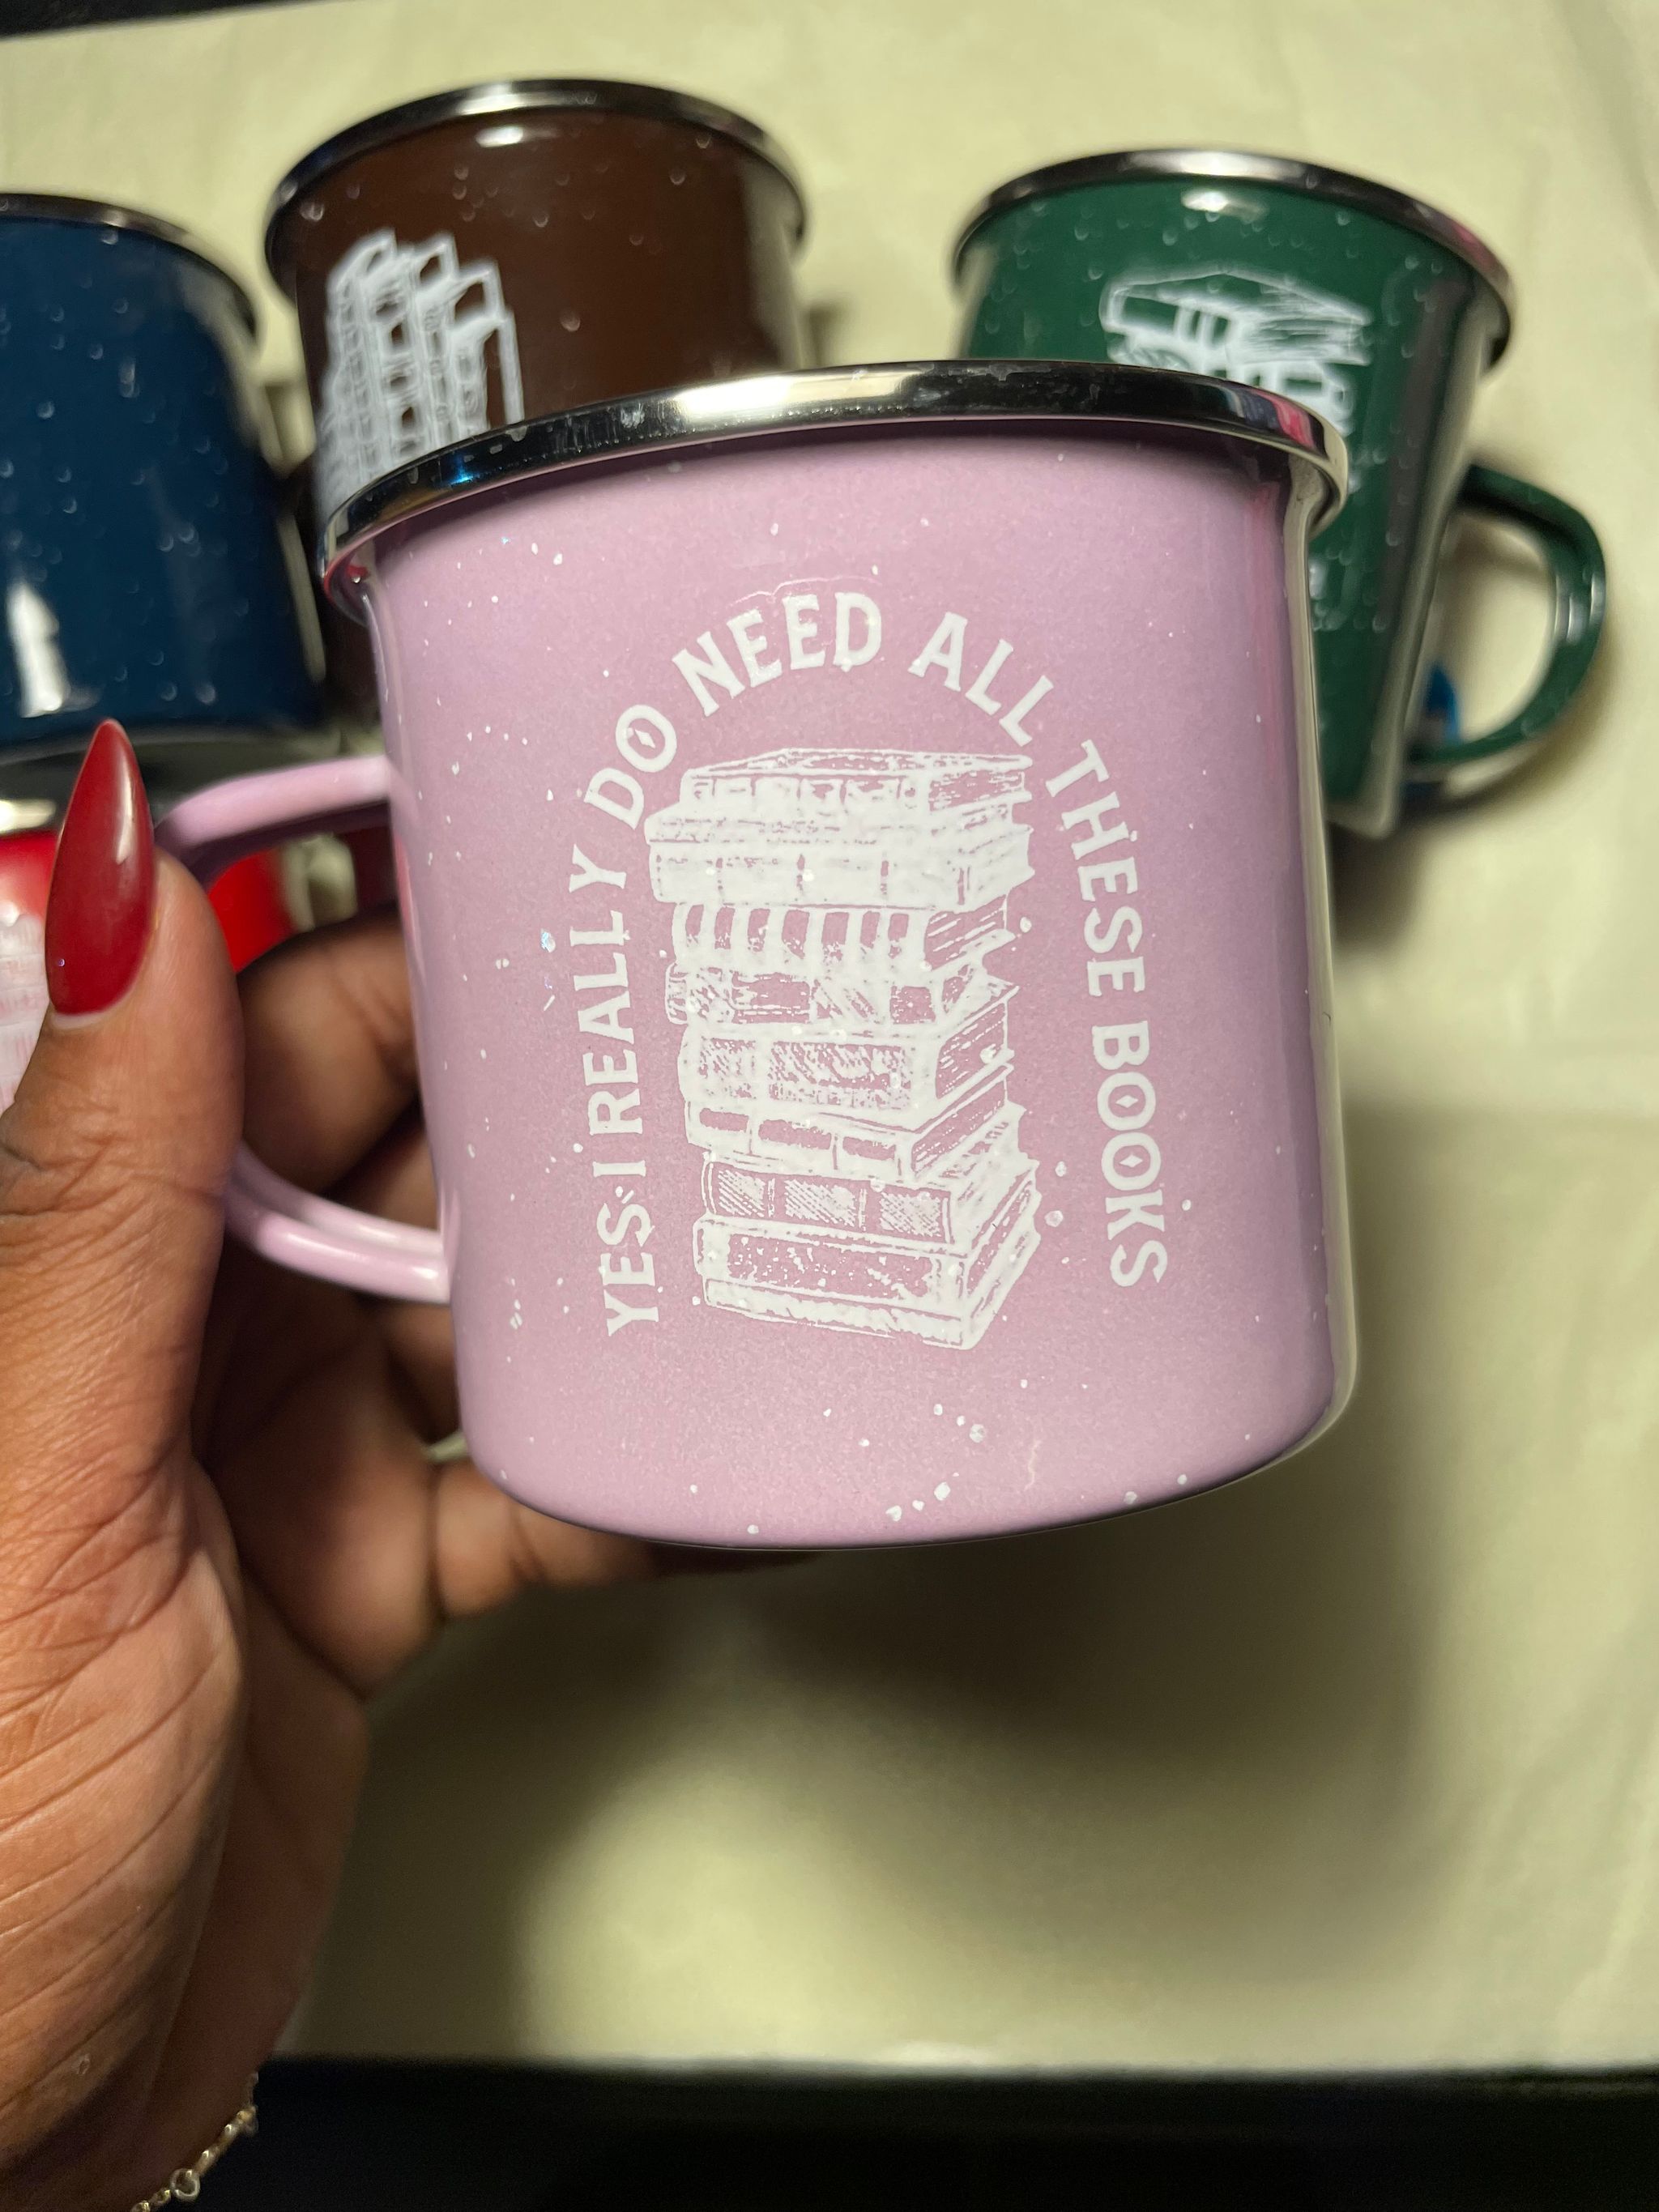 YES I REALLY DO NEED ALL THESE BOOKS